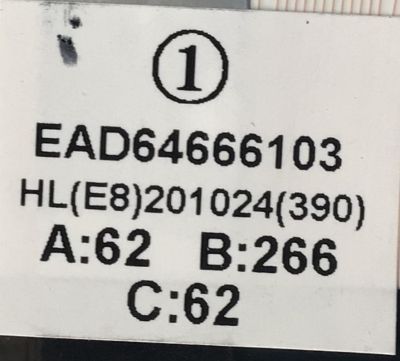 ①
EAD64666103
HL(E8)201024(390)
A:62 B:266
C:62